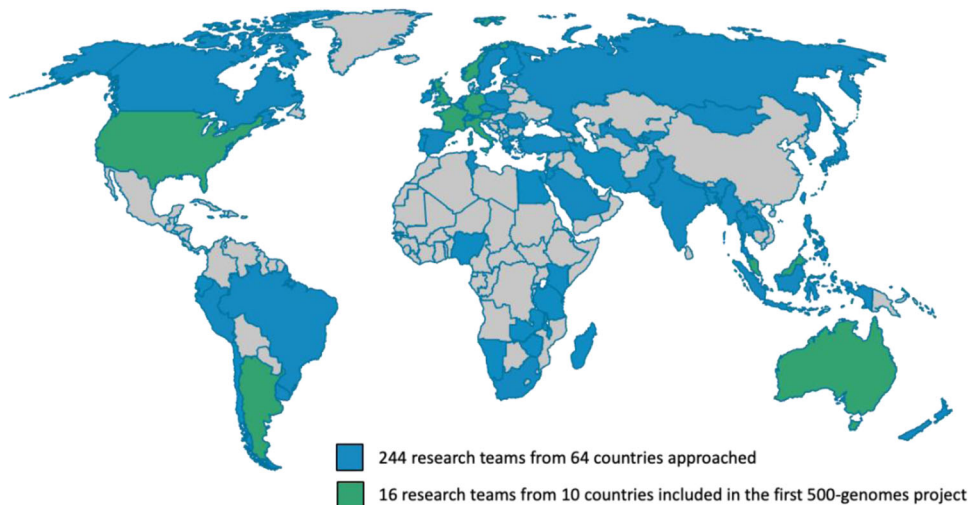 244 research teams from 64 countries approached
16 research teams from 10 countries included in the first 500-genomes project